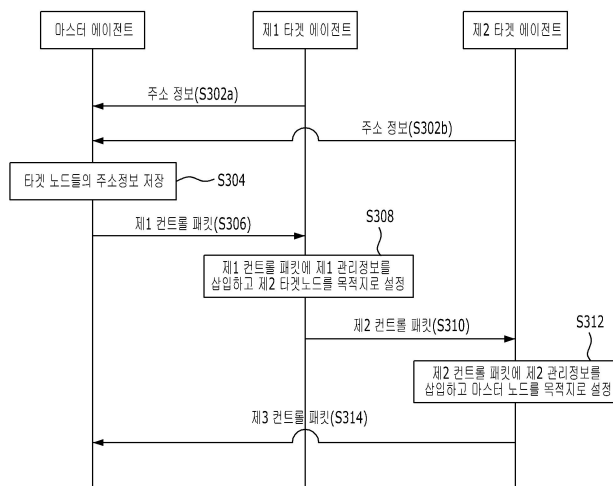 마스터 에이전트
제1 타겟 에이전트
제2 타겟 에이전트
주소 정보(S302a)
주소 정보(S302b)
타겟 노드들의 주소정보 저장
S304
제1 컨트롤 패킷(S306)
S308
제1 컨트롤 패킷에 제1 관리정보를
삽입하고 제2 타겟노드를 목적지로 설정
제2 컨트롤 패킷(S310)
S312
제2 컨트롤 패킷에 제2 관리정보를
삽입하고 마스터 노드를 목적지로 설정
제3 컨트롤 패킷(S314)